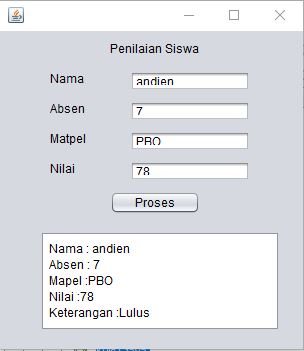 Penilaian Siswa
Nama andien
Absen 7
Matpel PBO
Nilai 78
Proses
Nama : andien
Absen : 7
Mapel :PBO
Nilai :78
Keterangan :Lulus